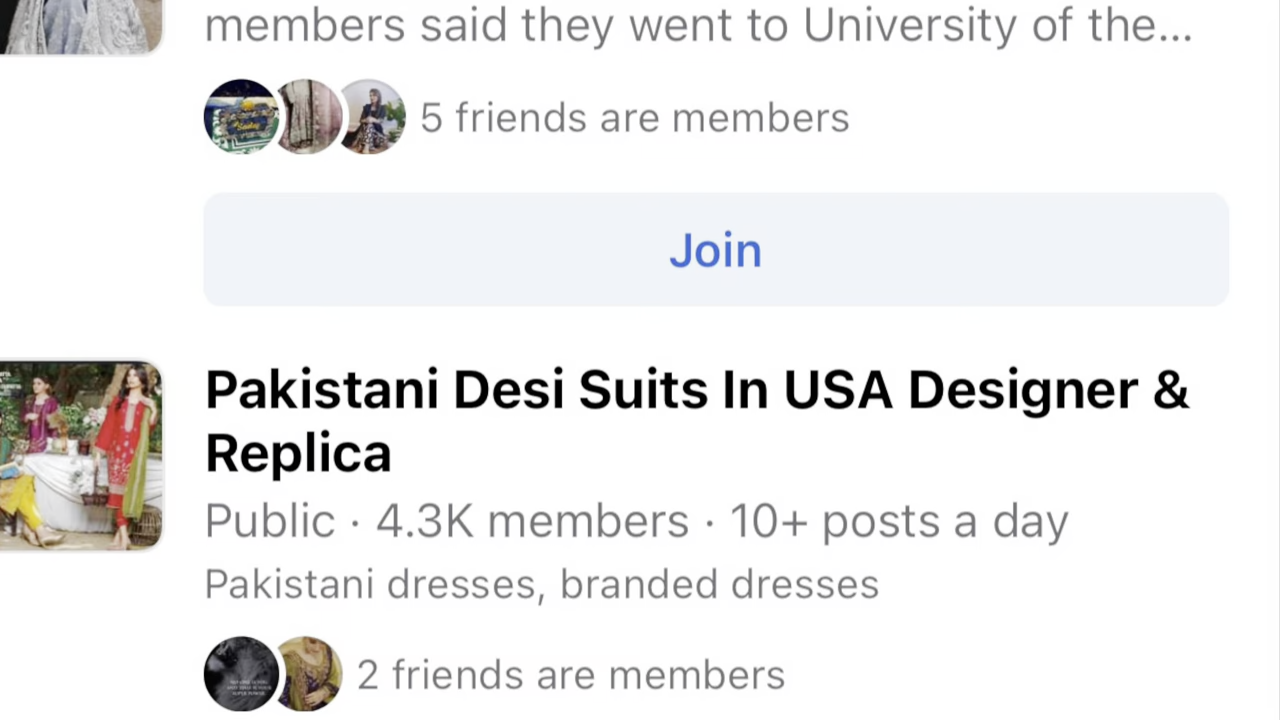 members said they went to University of the...
5 friends are members
Join
Pakistani Desi Suits In USA Designer &
Replica
Public · 4.3K members · 10+ posts a day
Pakistani dresses, branded dresses
2 friends are members